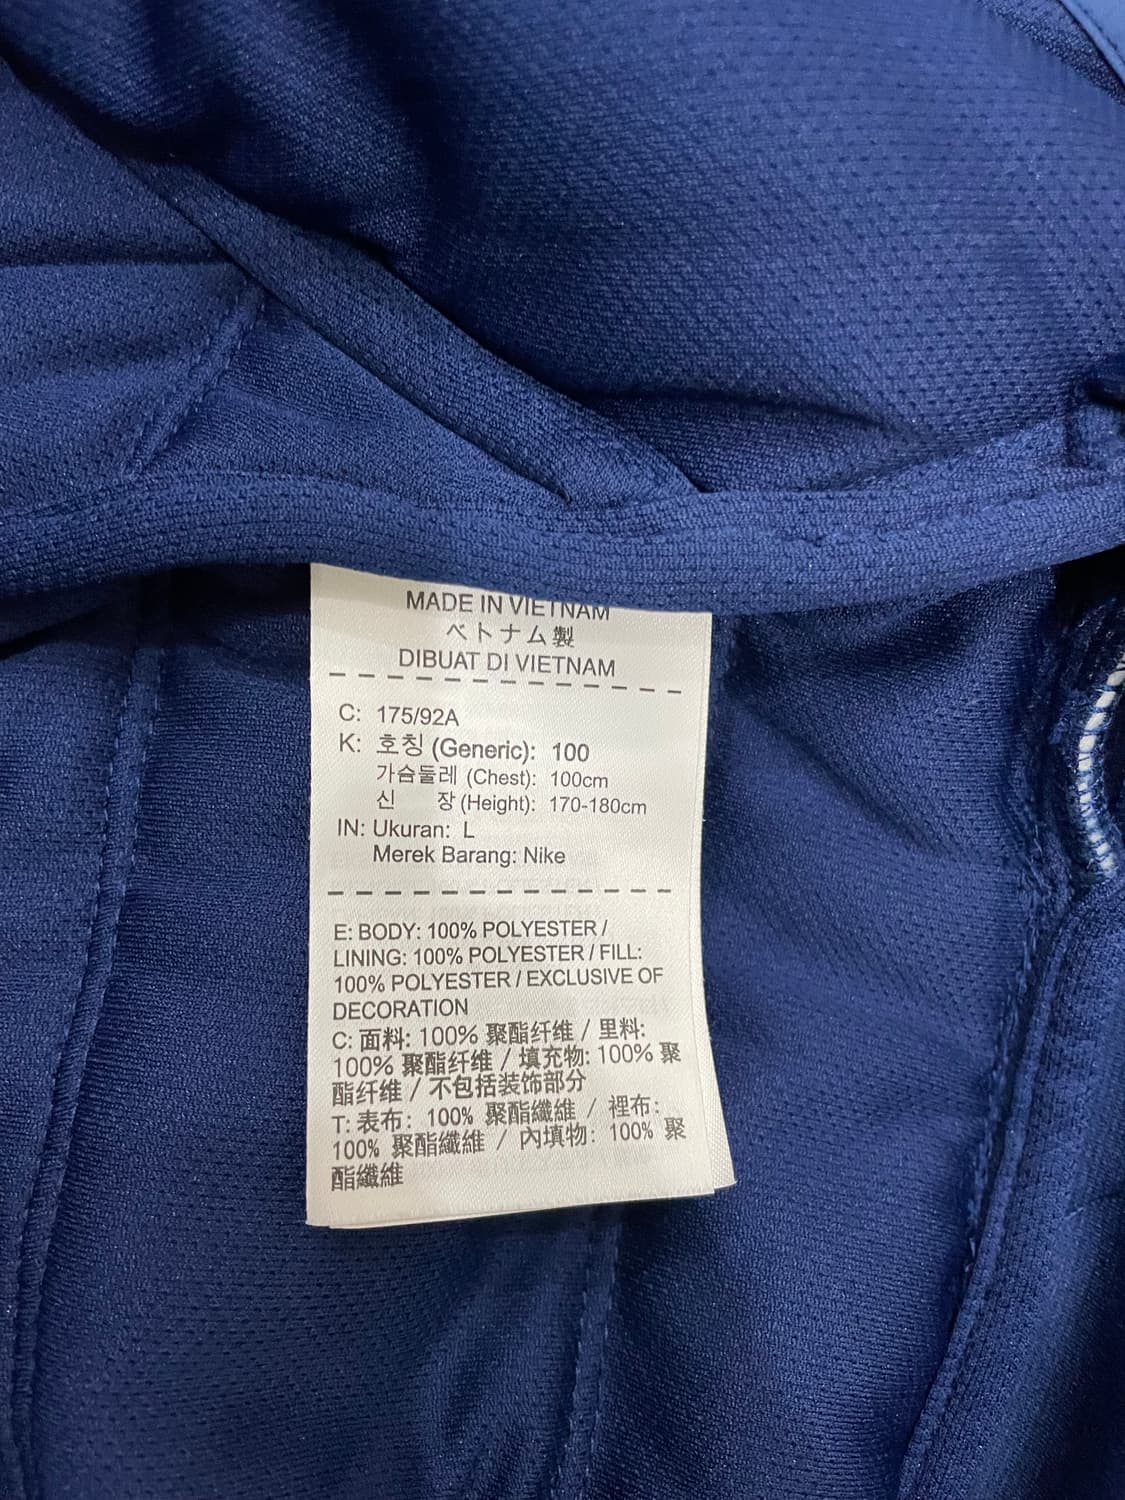 MADE IN VIETNAM
ベトナム製
DIBUAT DI VIETNAM
C: 175/92A
K: 호칭 (Generic): 100
가슴둘레 (Chest): 100cm
신 장 (Height): 170-180cm
IN: Ukuran: L
Merek Barang: Nike
E: BODY: 100% POLYESTER /
LINING: 100% POLYESTER / FILL:
100% POLYESTER / EXCLUSIVE OF
DECORATION
C: 面料: 100% 聚酯纤维 / 里料:
100% 聚酯纤维 / 填充物: 100% 聚
酯纤维 / 不包括装饰部分
T: 表布: 100% 聚酯纖維 / 裡布:
100% 聚酯纖維 / 內填物: 100% 聚
酯纖維